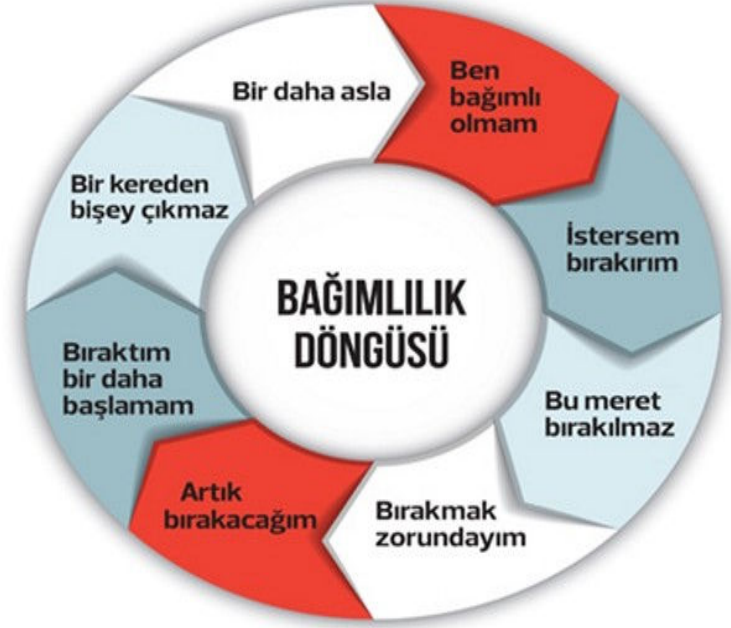 BAĞIMLILIK
DÖNGÜSÜ
Bir daha asla
Ben
bağımlı
olmam
İstersem
bırakırım
Bu meret
bırakılmaz
Bırakmak
zorundayım
Artık
bırakacağım
Bıraktım
bir daha
başlamam
Bir kereden
bişey çıkmaz